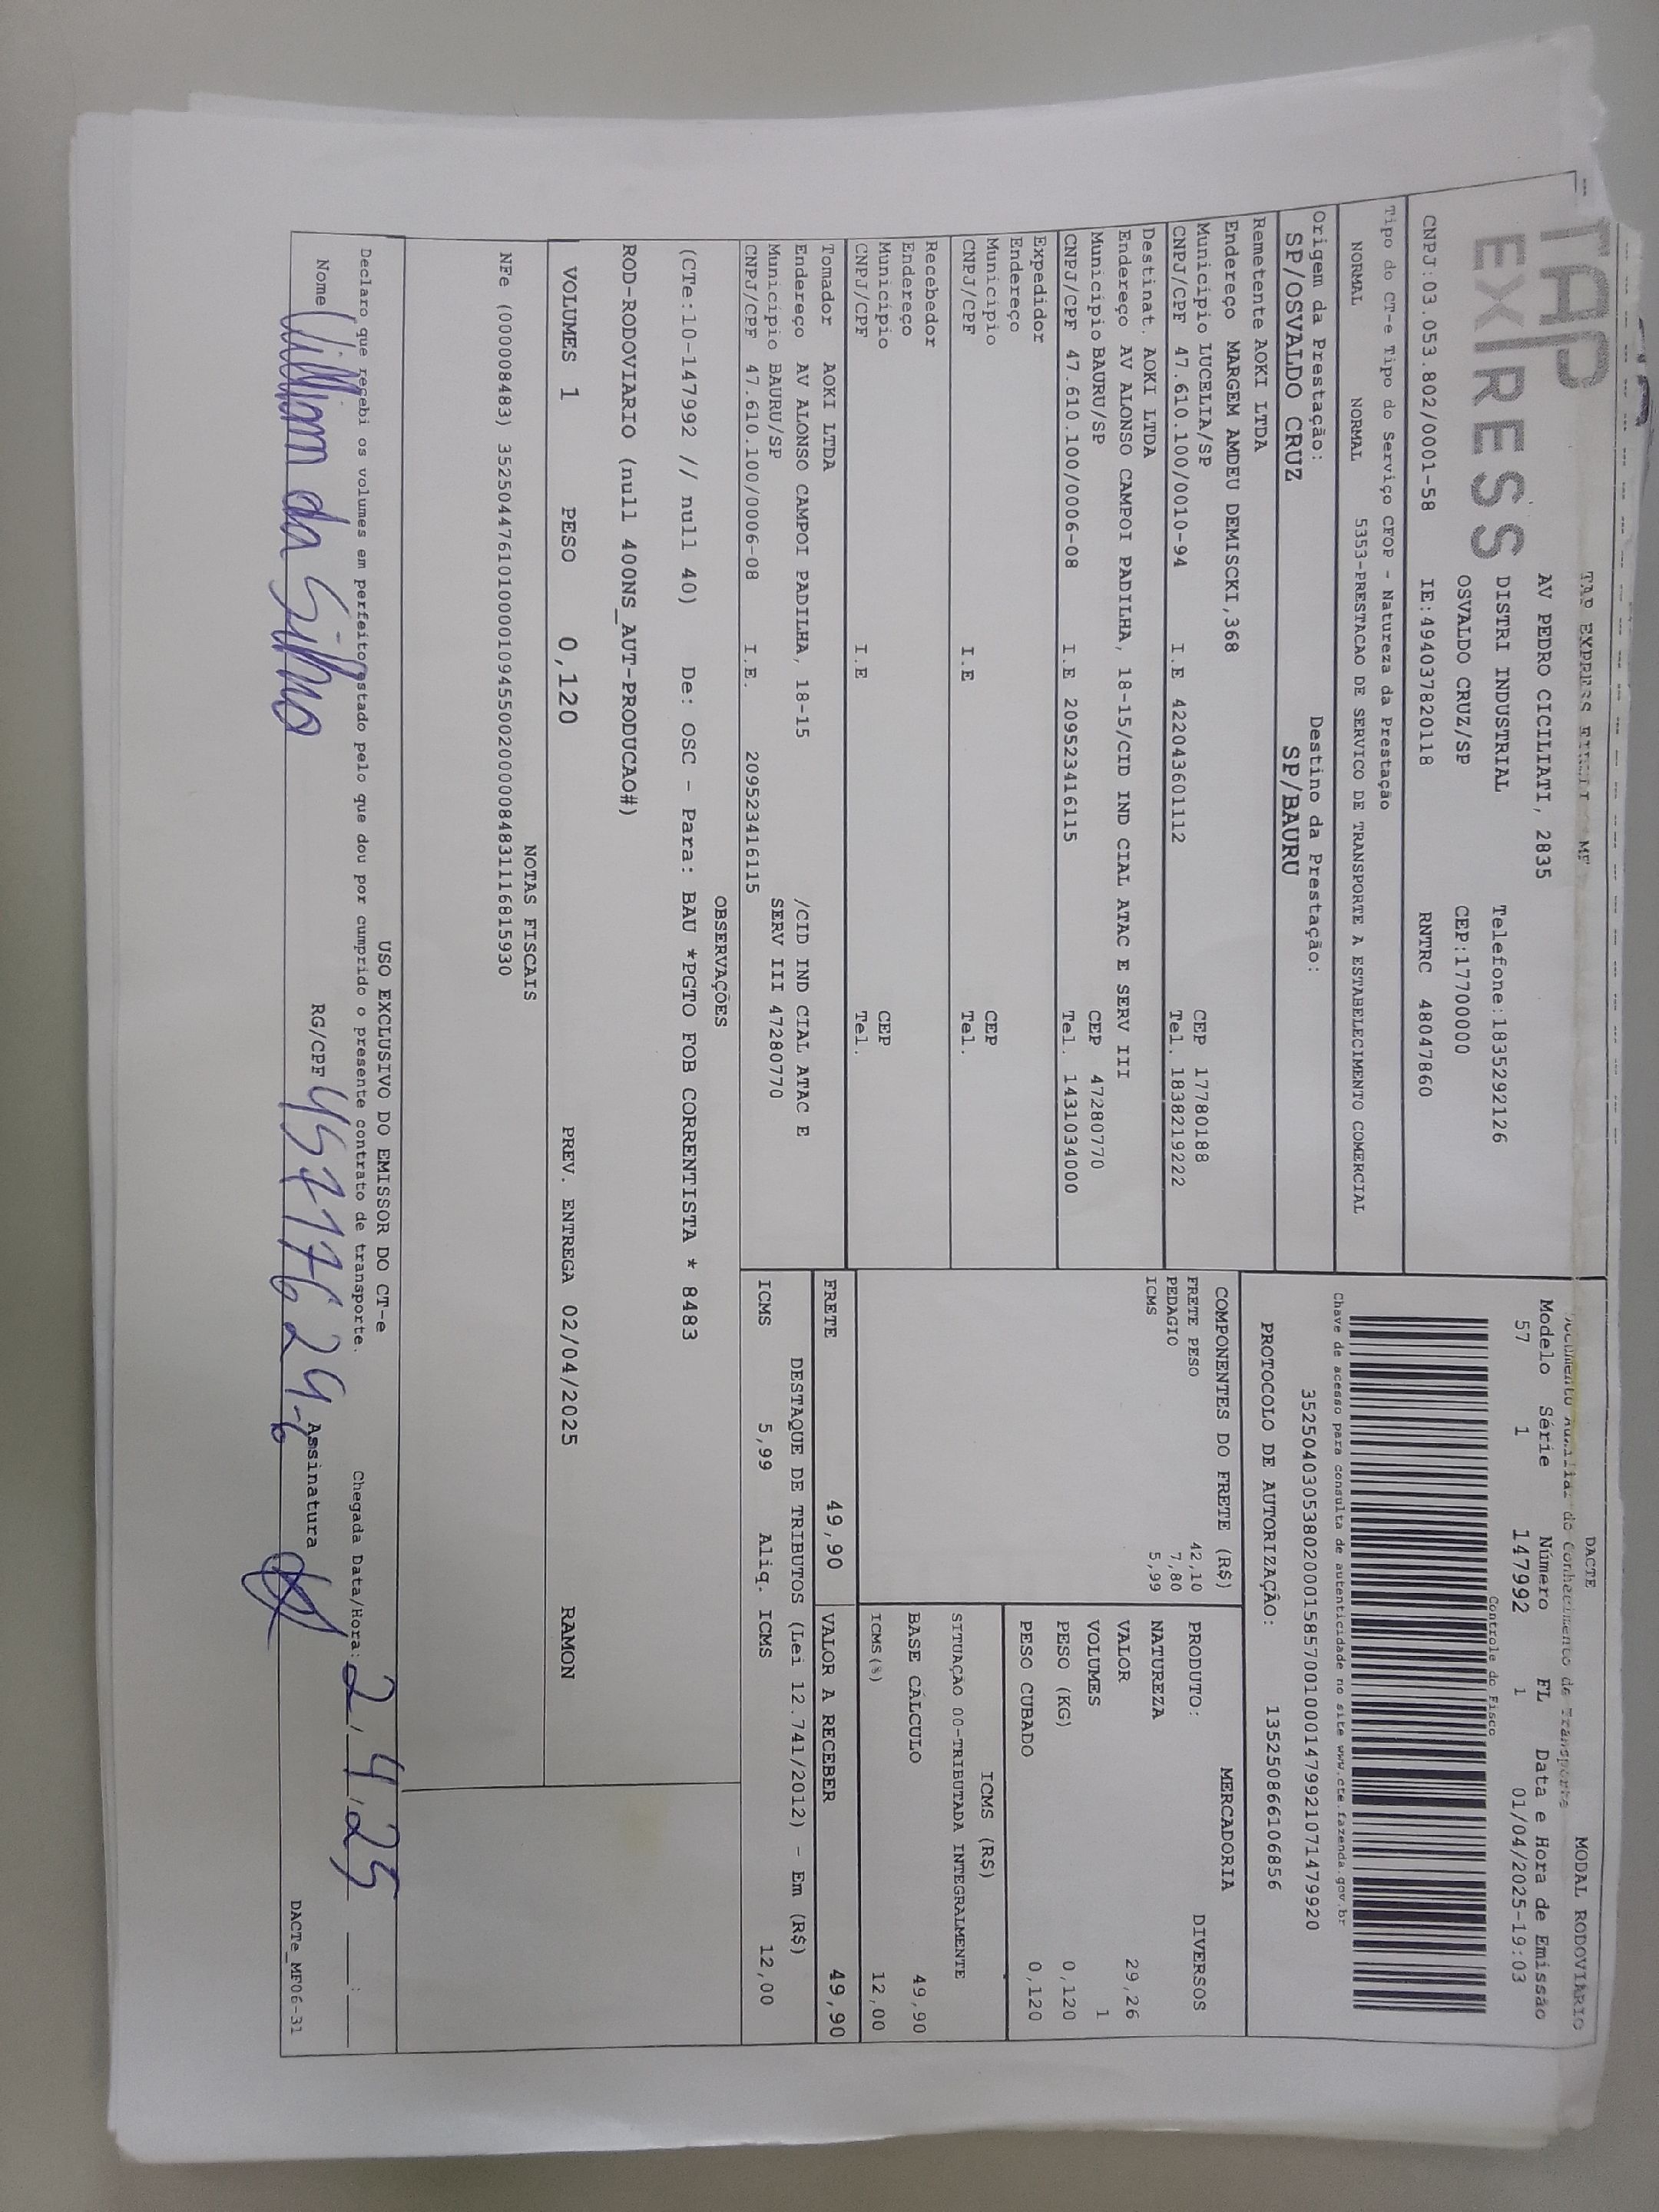 TAP
EXPRESS
TAP EXPRESS
AV PEDRO CICILIATI, 2835
DISTRI INDUSTRIAL Telefone:1835292126
OSVALDO CRUZ/SP CEP:17700000
CNPJ:03.053.802/0001-58 IE:494037820118 RNTRC 48047860
Tipo do CT-e Tipo do Serviço CFOP - Natureza da Prestação
NORMAL NORMAL 5353-PRESTACAO DE SERVICO DE TRANSPORTE A ESTABELECIMENTO COMERCIAL
Origem da Prestação: Destino da Prestação:
SP/OSVALDO CRUZ SP/BAURU
Remetente AOKI LTDA
Endereço MARGEM AMDEU DEMISCKI,368
Município LUCELIA/SP CEP 17780188
CNPJ/CPF 47.610.100/0010-94 I.E 422043601112 Tel. 1838219222
Destinat. AOKI LTDA
Endereço AV ALONSO CAMPOI PADILHA, 18-15/CID IND CIAL ATAC E SERV III
Município BAURU/SP CEP 47280770
CNPJ/CPF 47.610.100/0006-08 I.E 209523416115 Tel. 1431034000
Expedidor
Endereço
Município CEP
CNPJ/CPF I.E Tel.
Recebedor
Endereço
Município CEP
CNPJ/CPF I.E Tel.
Tomador AOKI LTDA
Endereço AV ALONSO CAMPOI PADILHA, 18-15 /CID IND CIAL ATAC E
Município BAURU/SP SERV III 47280770
CNPJ/CPF 47.610.100/0006-08 I.E. 209523416115
DACTE MODAL RODOVIÁRIO
Documento Auxiliar do Conhecimento de Transporte
Modelo Série Número FL Data e Hora de Emissão
57 1 147992 1 01/04/2025-19:03
Controle do Fisco
Chave de acesso para consulta de autenticidade no site www.cte.fazenda.gov.br
35250403053802000158570010001479921071479920
PROTOCOLO DE AUTORIZAÇÃO: 135250866106856
COMPONENTES DO FRETE (R$)
FRETE PESO 42,10
PEDAGIO 7,80
ICMS 5,99
MERCADORIA
PRODUTO: DIVERSOS
NATUREZA
VALOR 29,26
VOLUMES 1
PESO (KG) 0,120
PESO CUBADO 0,120
ICMS (R$)
SITUAÇÃO 00-TRIBUTADA INTEGRALMENTE
BASE CÁLCULO 49,90
ICMS(%) 12,00
FRETE 49,90 VALOR A RECEBER 49,90
DESTAQUE DE TRIBUTOS (Lei 12.741/2012) - Em (R$)
ICMS 5,99 Aliq. ICMS 12,00
OBSERVAÇÕES
(CTe:10-147992 // null 40) De: OSC - Para: BAU *PGTO FOB CORRENTISTA * 8483
ROD-RODOVIARIO (null 400NS_AUT-PRODUCAO#)
VOLUMES 1 PESO 0,120 PREV. ENTREGA 02/04/2025 RAMON
NOTAS FISCAIS
NFe (000008483) 35250447610100001094550020000084831116815930
USO EXCLUSIVO DO EMISSOR DO CT-e
Declaro que recebi os volumes em perfeito estado pelo que dou por cumprido o presente contrato de transporte. Chegada Data/Hora: 2/4/25 :
Nome William da Silva RG/CPF 45717624-6 Assinatura
DACTe_MF06-31